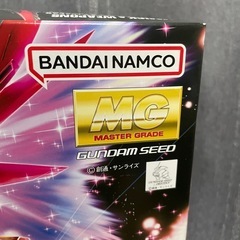 BANDAI NAMCO
MG
MASTER GRADE
GUNDAM SEED
©創通・サンライズ